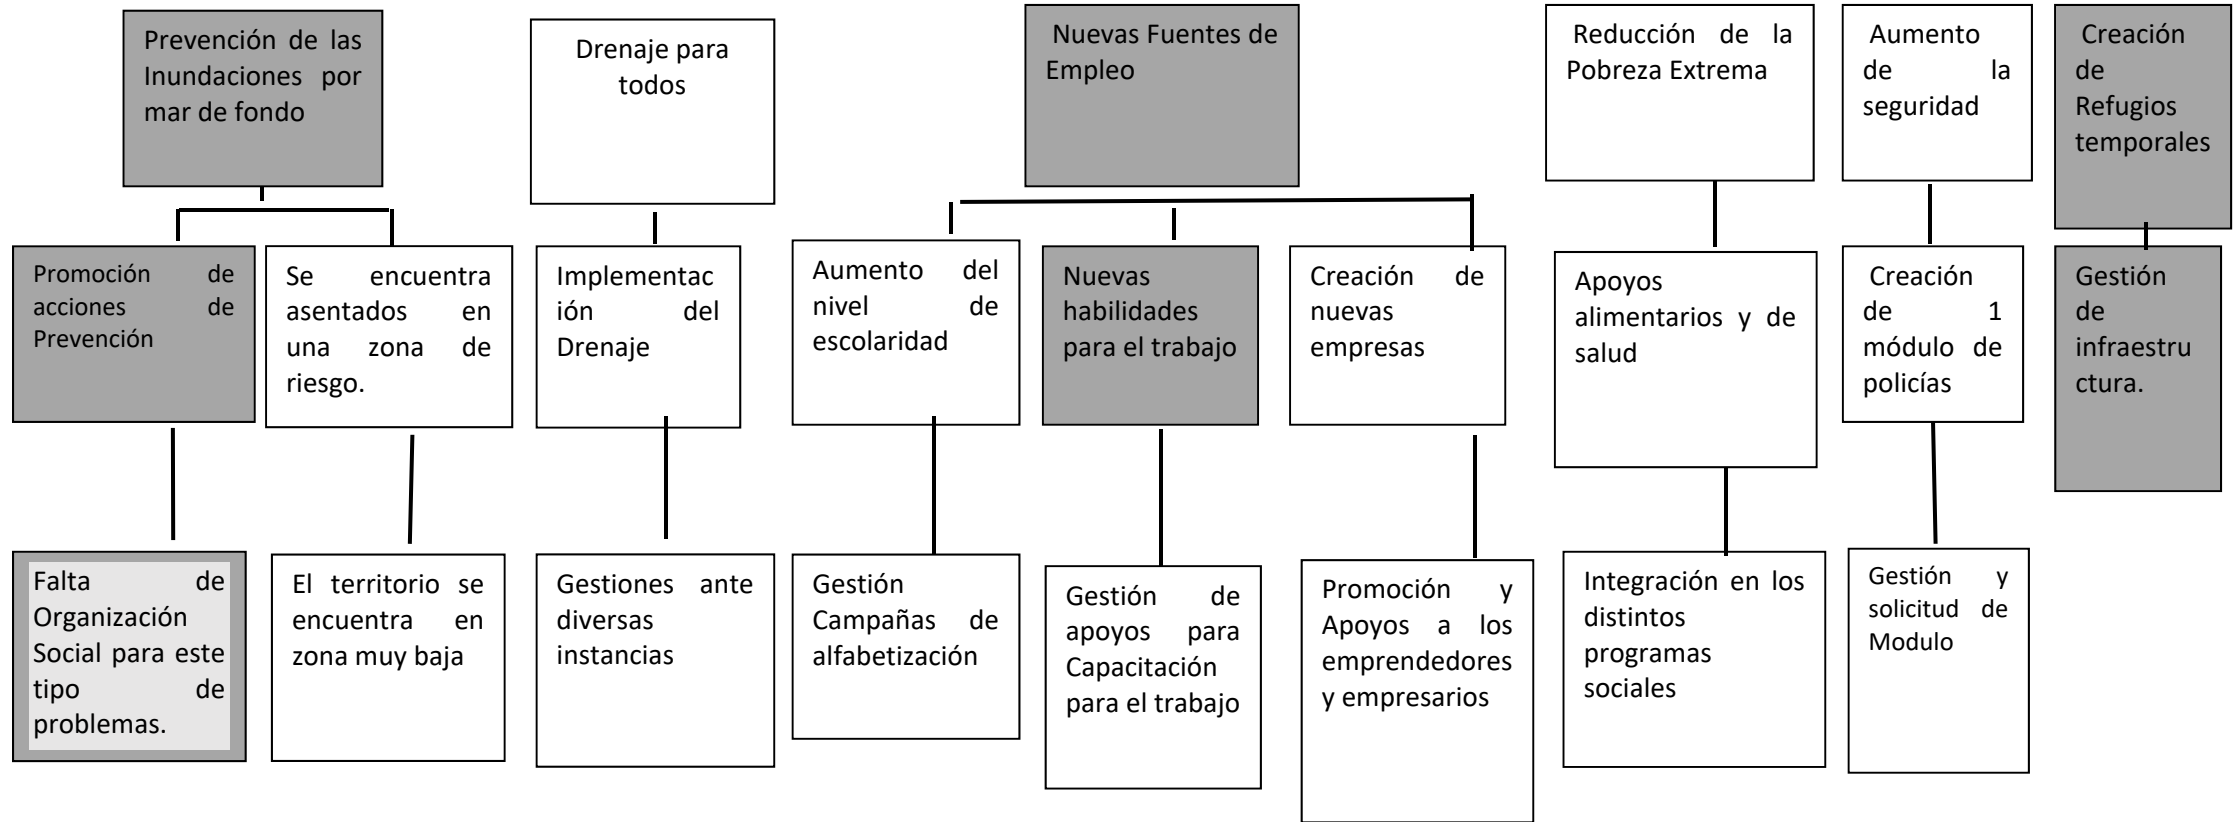 Prevención de las
Inundaciones por
mar de fondo
Drenaje para
todos
Nuevas Fuentes de
Empleo
Reducción de la
Pobreza Extrema
Aumento
de la
seguridad
Creación
de
Refugios
temporales
Promoción de
acciones de
Prevención
Se encuentra
asentados en
una zona de
riesgo.
Implementac
ión del
Drenaje
Aumento del
nivel de
escolaridad
Nuevas
habilidades
para el trabajo
Creación de
nuevas
empresas
Apoyos
alimentarios y de
salud
Creación
de 1
módulo de
policías
Gestión
de
infraestru
ctura.
Falta de
Organización
Social para este
tipo de
problemas.
El territorio se
encuentra en
zona muy baja
Gestiones ante
diversas
instancias
Gestión
Campañas de
alfabetización
Gestión de
apoyos para
Capacitación
para el trabajo
Promoción y
Apoyos a los
emprendedores
y empresarios
Integración en los
distintos
programas
sociales
Gestión y
solicitud de
Modulo